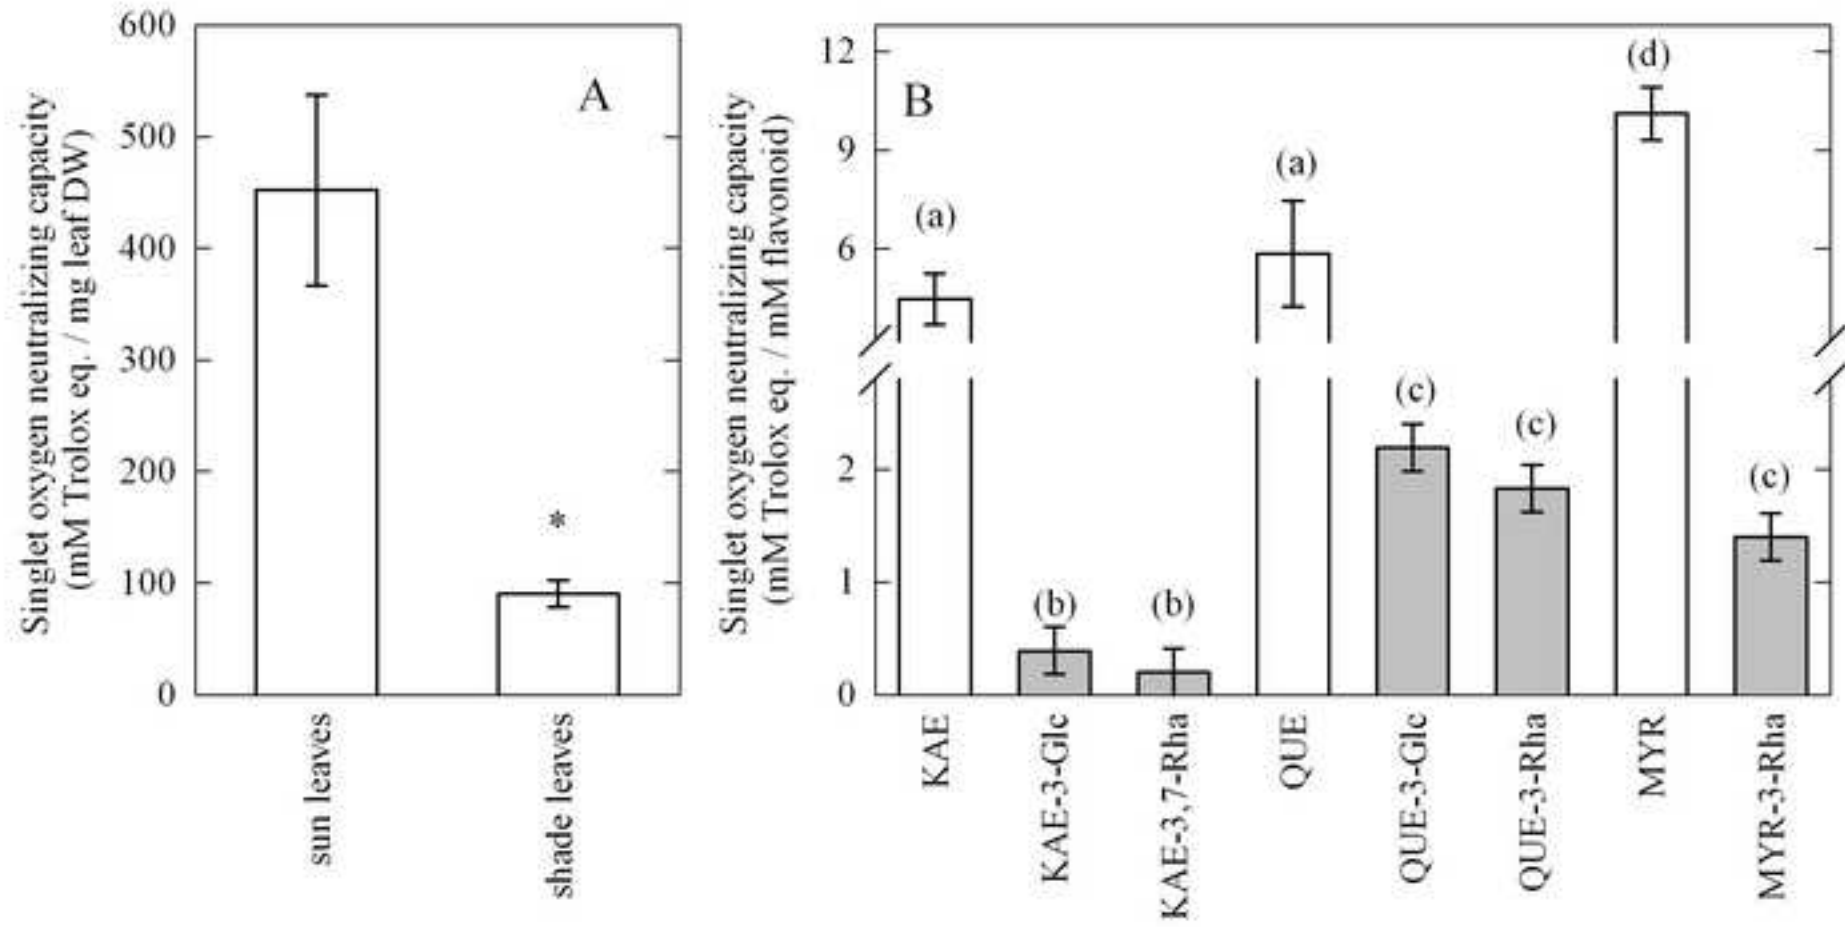 Singlet oxygen neutralizing capacity
(mM Trolox eq. / mg leaf DW)
600
500
400
300
200
100
0
A
*
sun leaves
shade leaves
Singlet oxygen neutralizing capacity
(mM Trolox eq. / mM flavonoid)
12
9
6
2
1
0
B
(a)
(b)
(b)
(a)
(c)
(c)
(d)
(c)
KAE
KAE-3-Glc
KAE-3,7-Rha
QUE
QUE-3-Glc
QUE-3-Rha
MYR
MYR-3-Rha